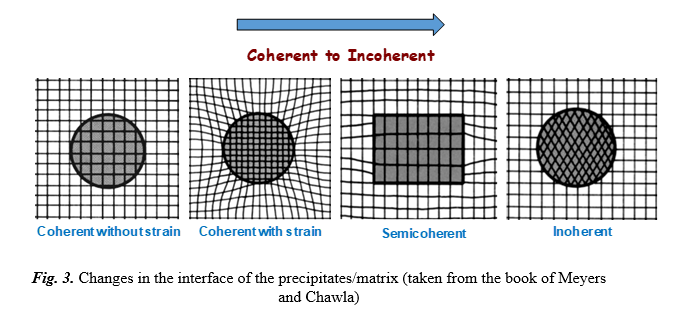 Coherent to Incoherent
Coherent without strain Coherent with strain Semicoherent Inoherent
Fig. 3. Changes in the interface of the precipitates/matrix (taken from the book of Meyers
and Chawla)